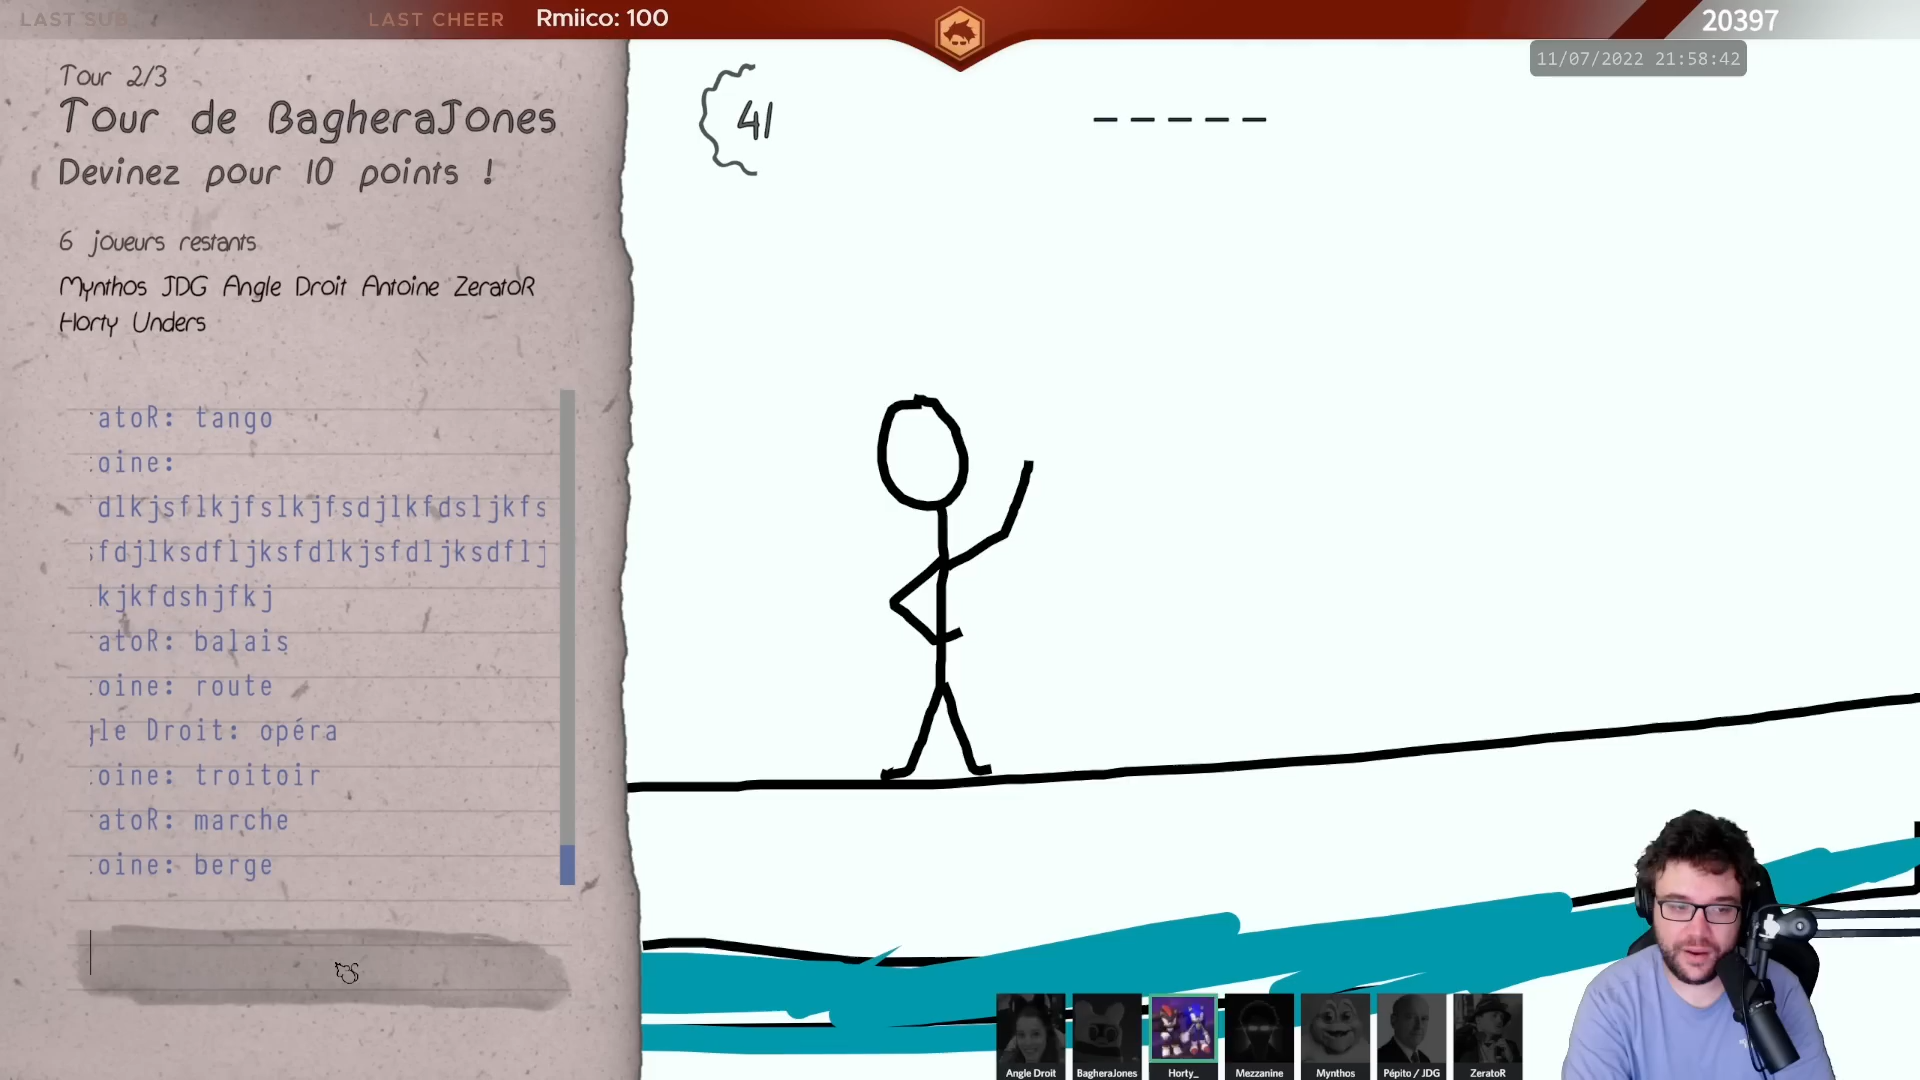 LAST SUB
LAST CHEER Rmiico: 100
20397
11/07/2022 21:58:42
Tour 2/3
Tour de BagheraJones
Devinez pour 10 points !
41
6 joueurs restants
Mynthos JDG Angle Droit Antoine ZeratoR
Horty Unders
atoR: tango
oine:
dlkjsflkjfslkjfsdjlkfdsljkfs
fdjlksdfljksfdlkjsfdljksdflj
kjkfdshjfkj
atoR: balais
oine: route
le Droit: opéra
oine: troitoir
atoR: marche
oine: berge
Angle Droit
BagheraJones
Horty_
Mezzanine
Mynthos
Pépito / JDG
ZeratoR